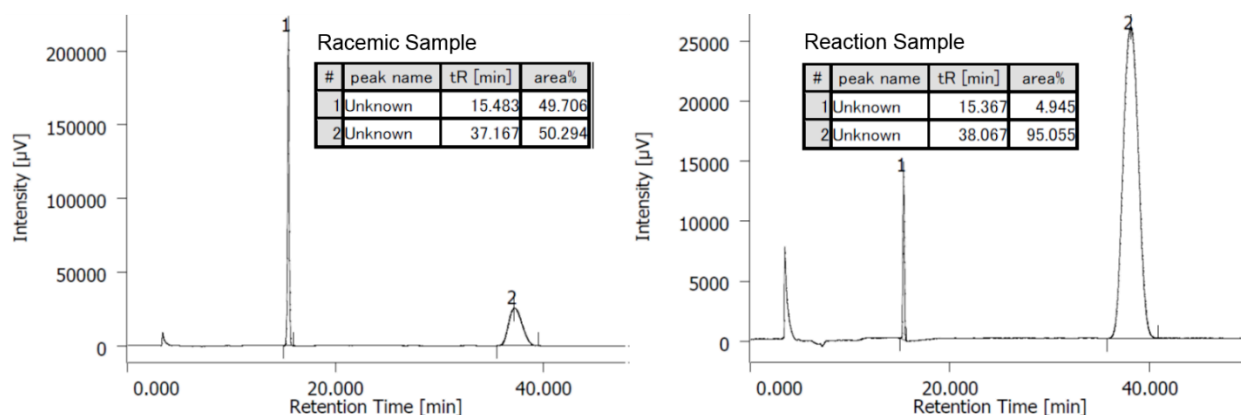 Racemic Sample
# peak name tR [min] area%
1 Unknown 15.483 49.706
2 Unknown 37.167 50.294
1
2
200000
150000
100000
50000
0
Intensity [µV]
0.000 20.000 40.000
Retention Time [min]
Reaction Sample
# peak name tR [min] area%
1 Unknown 15.367 4.945
2 Unknown 38.067 95.055
1
2
25000
20000
15000
10000
5000
0
Intensity [µV]
0.000 20.000 40.000
Retention Time [min]